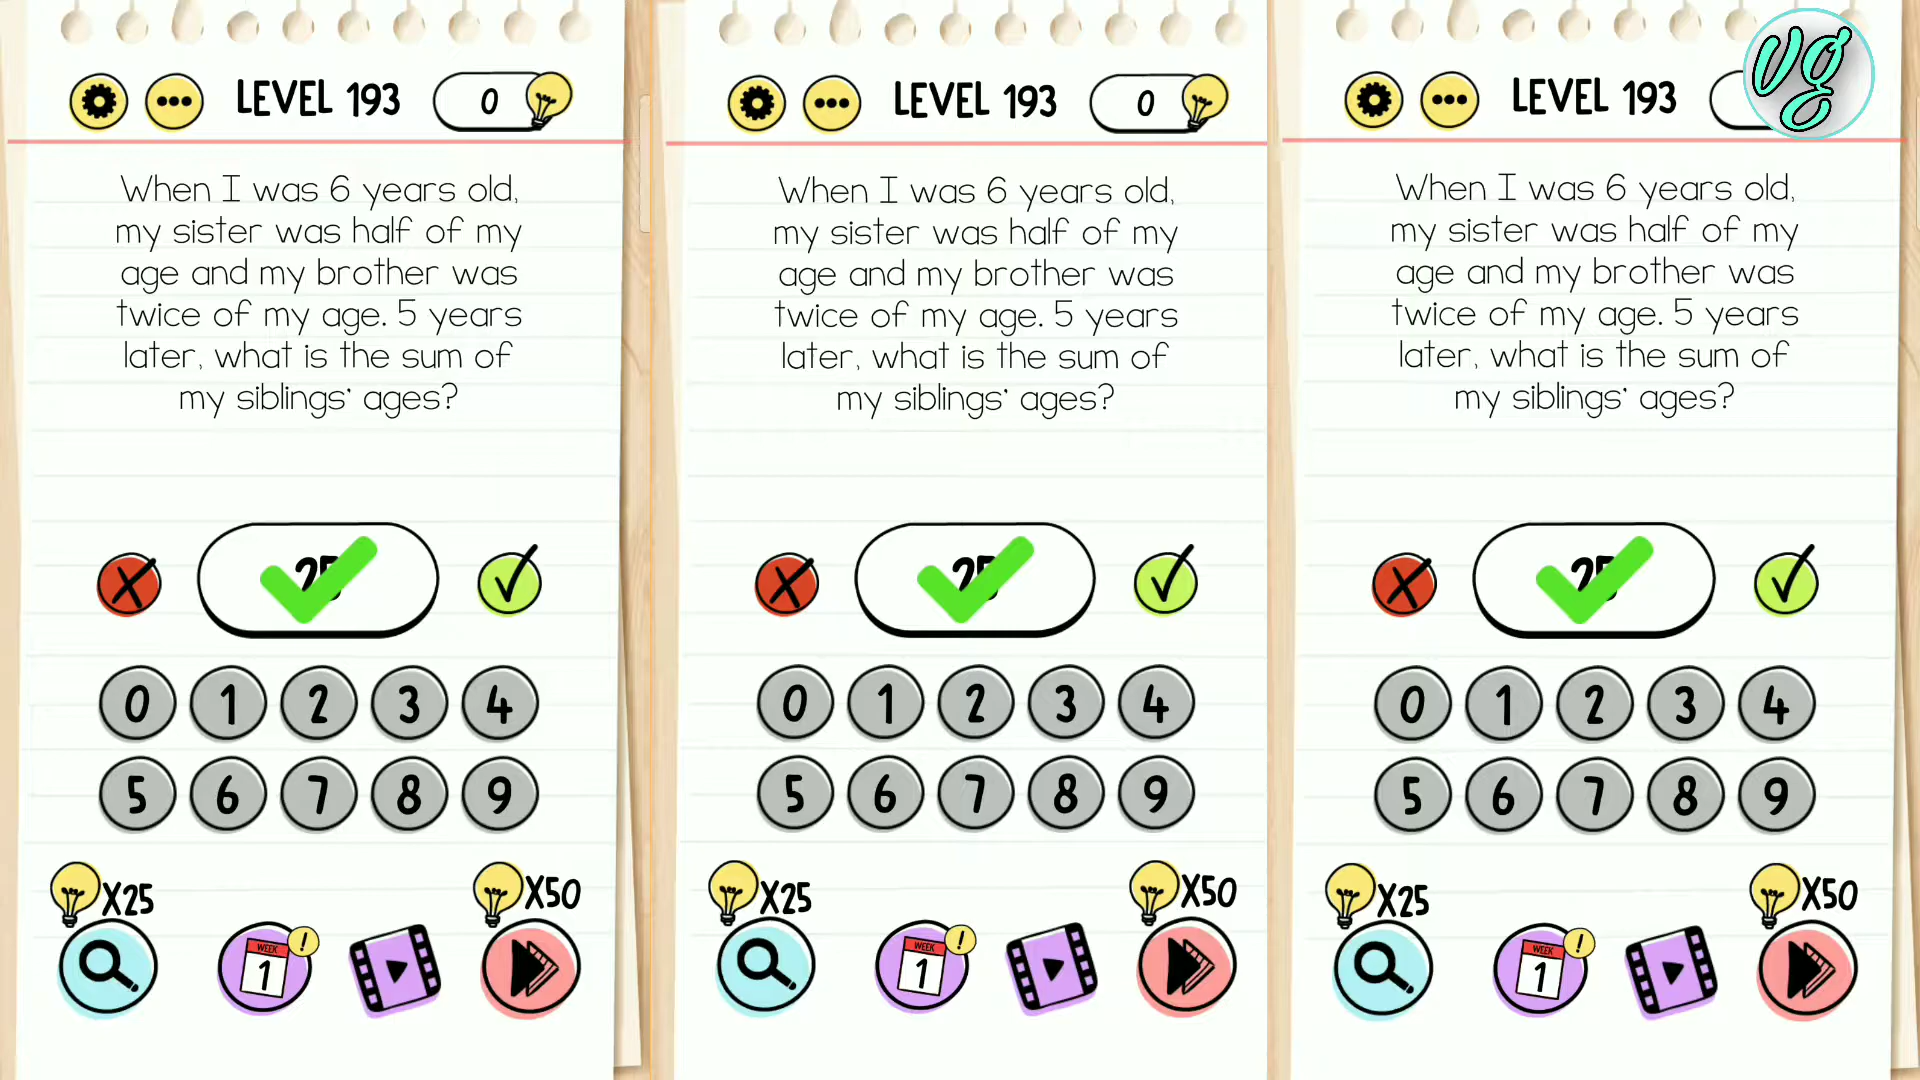 LEVEL 193
0
When I was 6 years old,
my sister was half of my
age and my brother was
twice of my age. 5 years
later, what is the sum of
my siblings' ages?
25
0 1 2 3 4
5 6 7 8 9
X25
X50
WEEK
1
!
LEVEL 193
0
When I was 6 years old,
my sister was half of my
age and my brother was
twice of my age. 5 years
later, what is the sum of
my siblings' ages?
25
0 1 2 3 4
5 6 7 8 9
X25
X50
WEEK
1
!
LEVEL 193
vg
When I was 6 years old,
my sister was half of my
age and my brother was
twice of my age. 5 years
later, what is the sum of
my siblings' ages?
25
0 1 2 3 4
5 6 7 8 9
X25
X50
WEEK
1
!